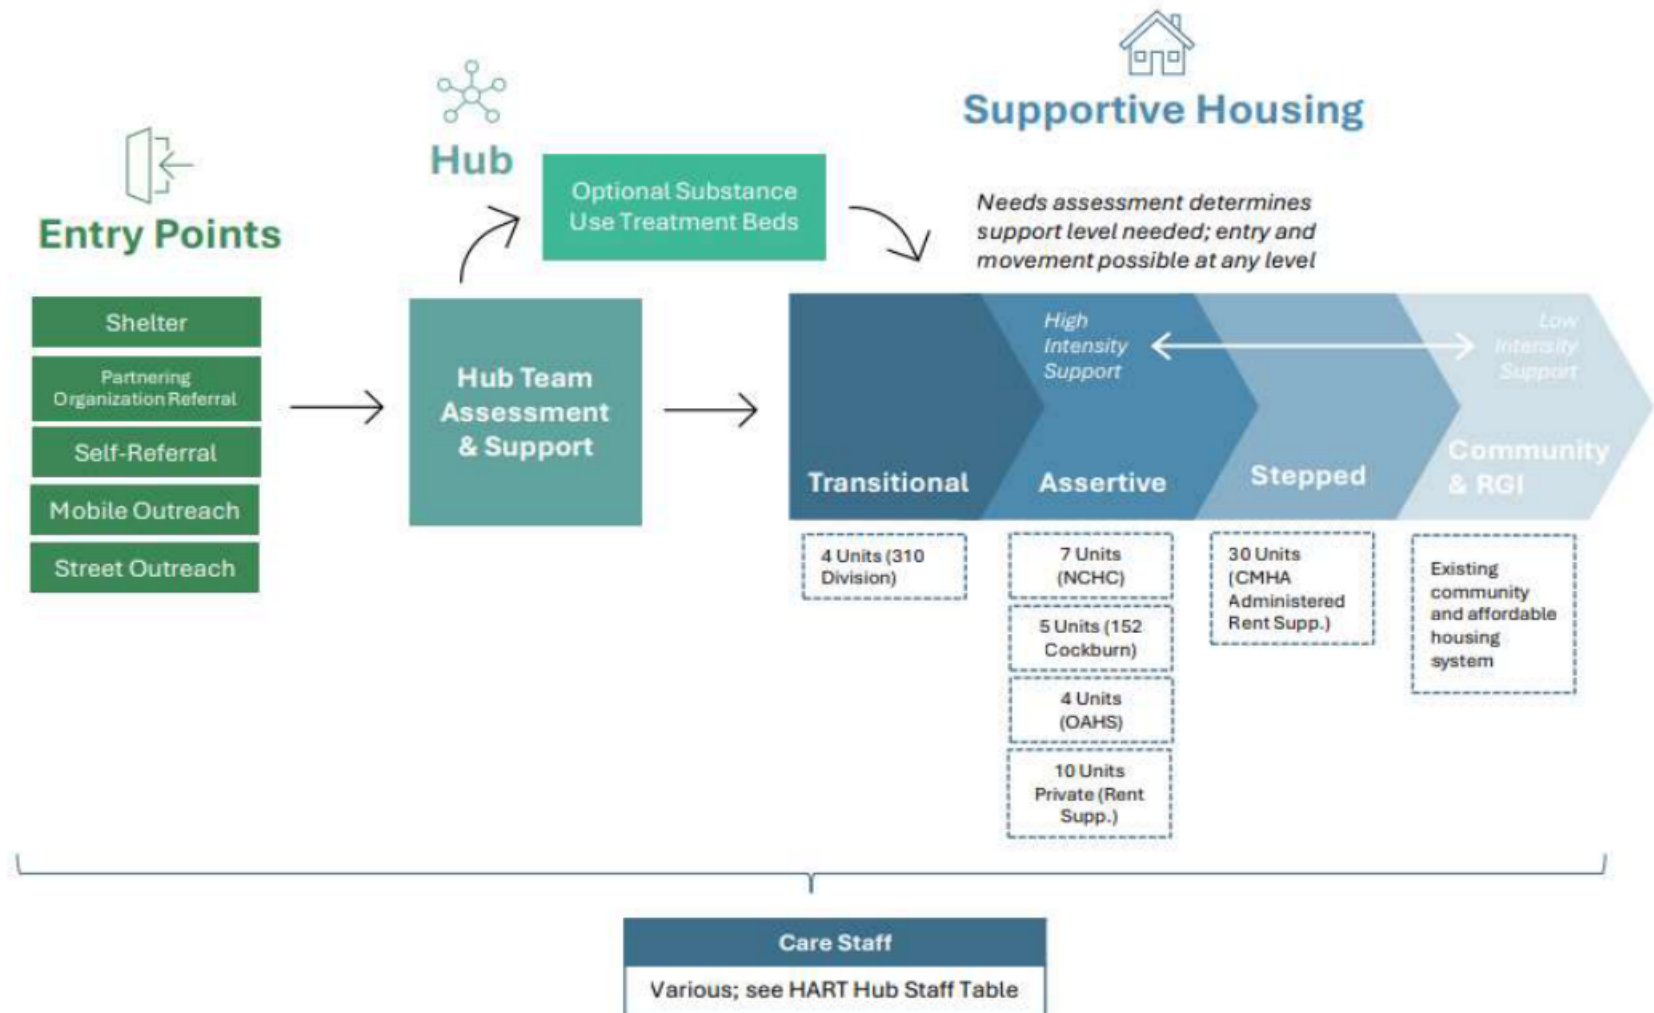 Entry Points
Shelter
Partnering
Organization Referral
Self-Referral
Mobile Outreach
Street Outreach
Hub
Optional Substance
Use Treatment Beds
Hub Team
Assessment
& Support
Supportive Housing
Needs assessment determines
support level needed; entry and
movement possible at any level
High
Intensity
Support
Low
Intensity
Support
Transitional
Assertive
Stepped
Community
& RGI
4 Units (310
Division)
7 Units
(NCHC)
5 Units (152
Cockburn)
4 Units
(OAHS)
10 Units
Private (Rent
Supp.)
30 Units
(CMHA
Administered
Rent Supp.)
Existing
community
and affordable
housing
system
Care Staff
Various; see HART Hub Staff Table